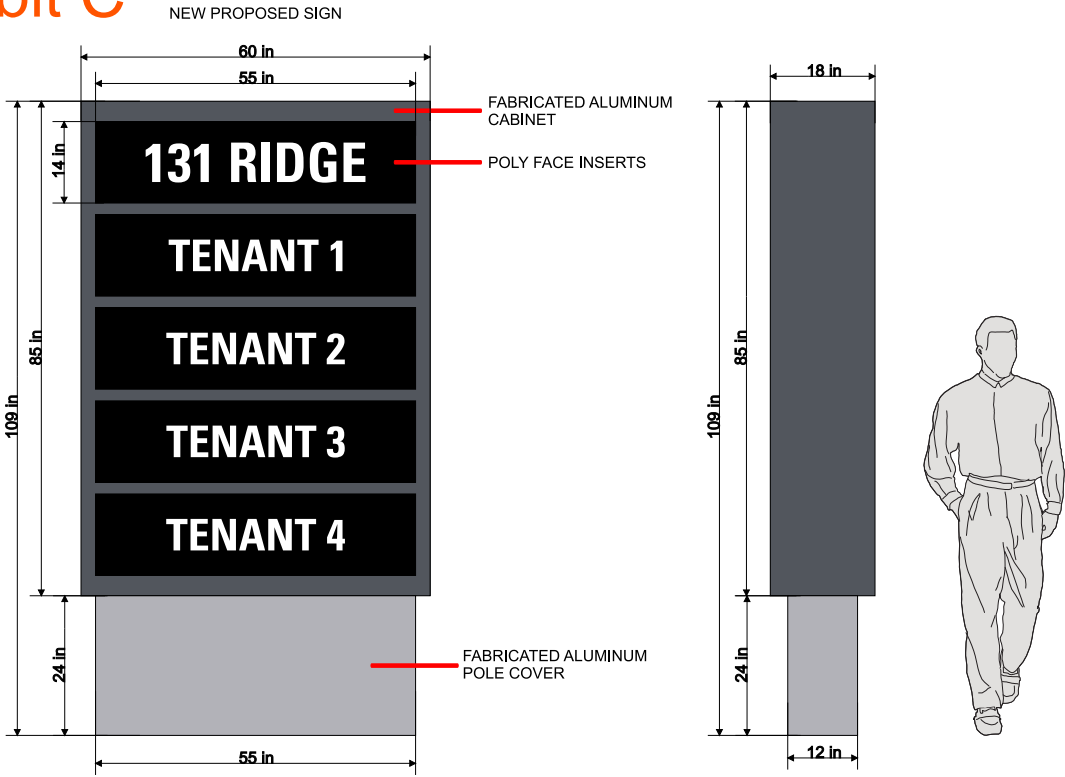 bit C
NEW PROPOSED SIGN
60 in
55 in
18 in
FABRICATED ALUMINUM
CABINET
14 in
131 RIDGE
POLY FACE INSERTS
TENANT 1
TENANT 2
85 in
85 in
109 in
109 in
TENANT 3
TENANT 4
24 in
FABRICATED ALUMINUM
POLE COVER
24 in
55 in
12 in